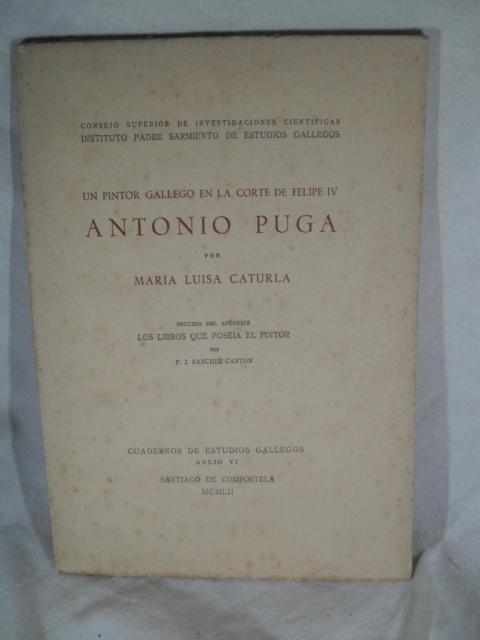 CONSEJO SUPERIOR DE INVESTIGACIONES CIENTIFICAS
INSTITUTO PADRE SARMIENTO DE ESTUDIOS GALLEGOS
UN PINTOR GALLEGO EN LA CORTE DE FELIPE IV
ANTONIO PUGA
POR
MARIA LUISA CATURLA
SEGUIDO DEL APÉNDICE
LOS LIBROS QUE POSEIA EL PINTOR
POR
F. J. SANCHEZ CANTON
CUADERNOS DE ESTUDIOS GALLEGOS
ANEJO VI
SANTIAGO DE COMPOSTELA
MCMLII